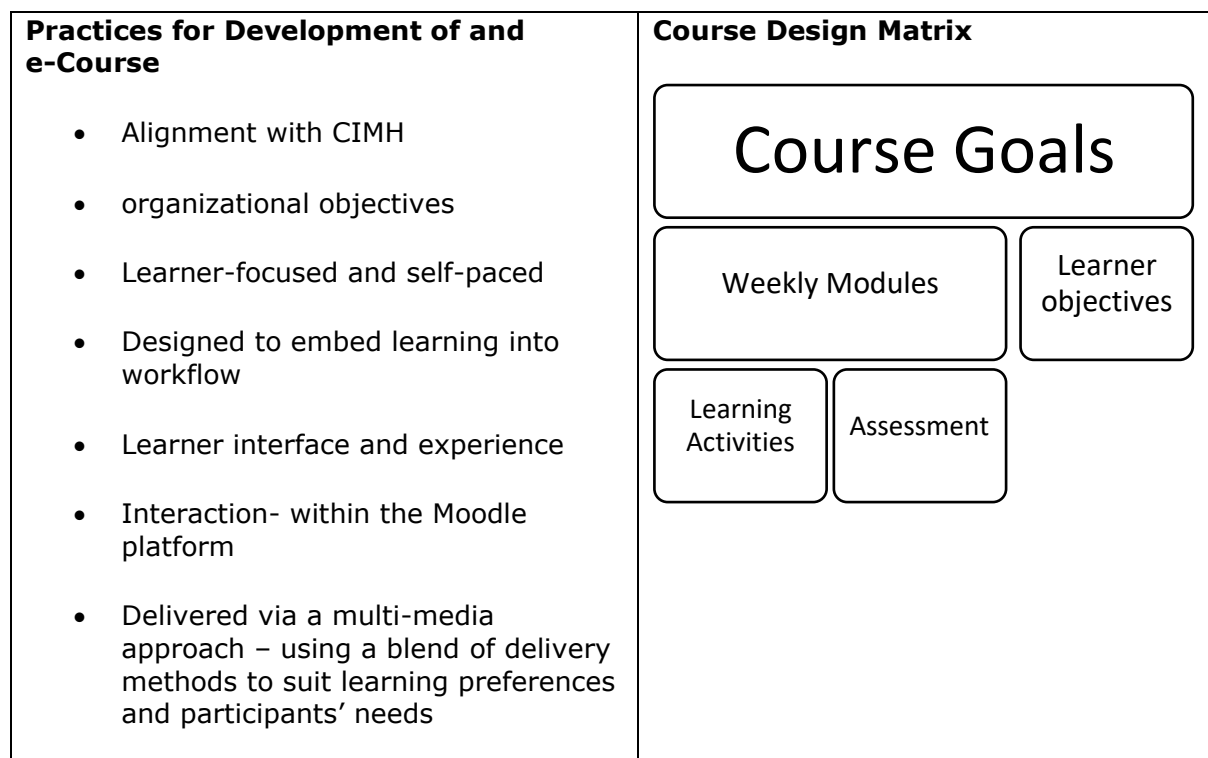 Practices for Development of and
e-Course
• Alignment with CIMH
• organizational objectives
• Learner-focused and self-paced
• Designed to embed learning into
workflow
• Learner interface and experience
• Interaction- within the Moodle
platform
• Delivered via a multi-media
approach – using a blend of delivery
methods to suit learning preferences
and participants’ needs
Course Design Matrix
Course Goals
Weekly Modules
Learner
objectives
Learning
Activities
Assessment